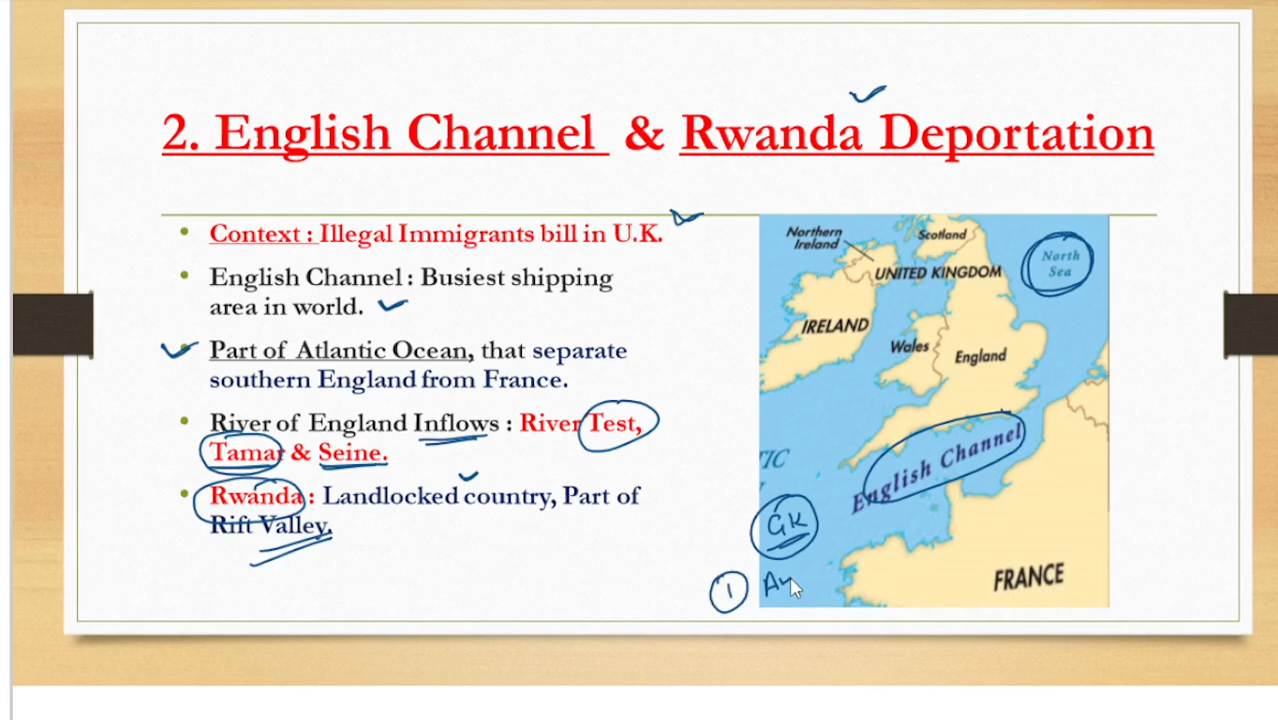 2. English Channel & Rwanda Deportation
• Context : Illegal Immigrants bill in U.K.
• English Channel : Busiest shipping
area in world.
• Part of Atlantic Ocean, that separate
southern England from France.
• River of England Inflows : River Test,
Tamar & Seine.
• Rwanda : Landlocked country, Part of
Rift Valley.
Northern
Ireland
Scotland
North
Sea
UNITED KINGDOM
IRELAND
Wales
England
English Channel
TIC
GK
1
FRANCE